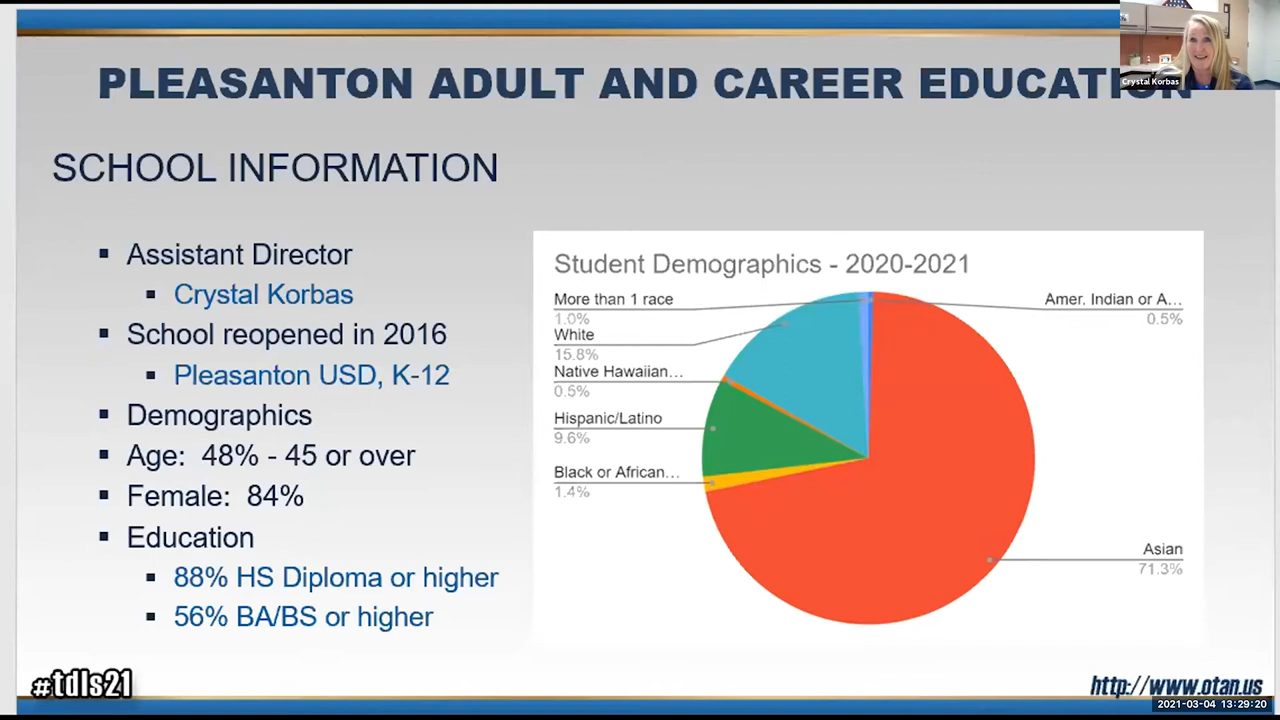 PLEASANTON ADULT AND CAREER EDUCATION
Crystal Korbas
SCHOOL INFORMATION
Assistant Director
Crystal Korbas
School reopened in 2016
Pleasanton USD, K-12
Demographics
Age: 48% - 45 or over
Female: 84%
Education
88% HS Diploma or higher
56% BA/BS or higher
Student Demographics - 2020-2021
More than 1 race
1.0%
White
15.8%
Native Hawaiian...
0.5%
Hispanic/Latino
9.6%
Black or African...
1.4%
Amer. Indian or A...
0.5%
Asian
71.3%
#tdls21
http://www.otan.us
2021-03-04 13:29:20